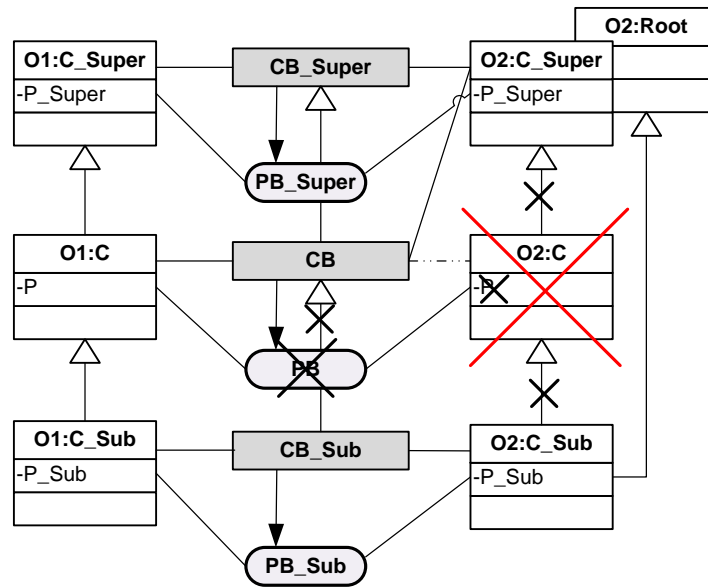 O2:Root
O1:C_Super
CB_Super
O2:C_Super
-P_Super
-P_Super
PB_Super
O1:C
CB
O2:C
-P
-P
PB
O1:C_Sub
CB_Sub
O2:C_Sub
-P_Sub
-P_Sub
PB_Sub